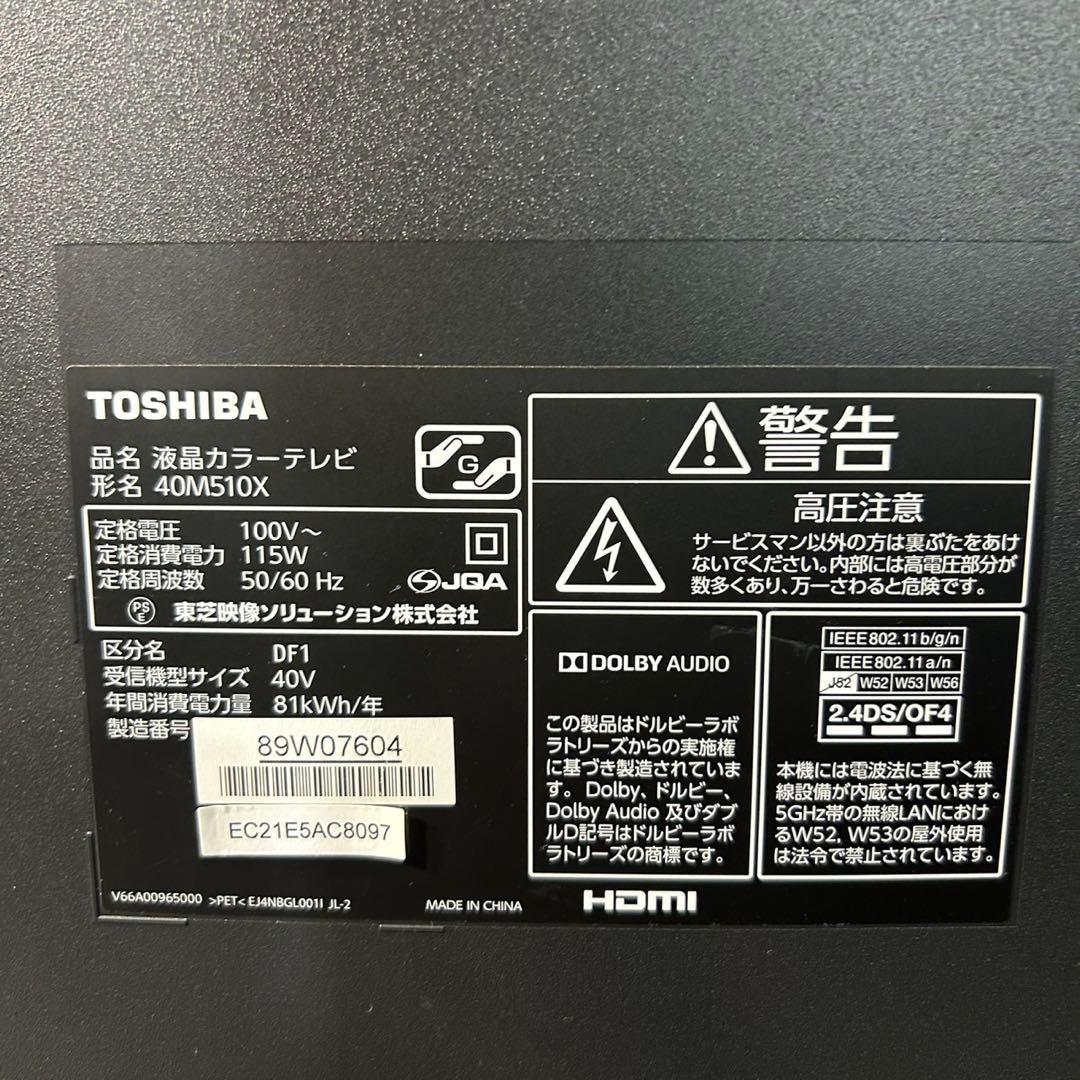 TOSHIBA
品名 液晶カラーテレビ
形名 40M510X
G
定格電圧 100V～
定格消費電力 115W
定格周波数 50/60 Hz
JQA
PSE 東芝映像ソリューション株式会社
区分名 DF1
受信機型サイズ 40V
年間消費電力量 81kWh/年
製造番号
89W07604
EC21E5AC8097
V66A00965000 >PET< EJ4NBGL001I JL-2
MADE IN CHINA
警告
高圧注意
サービスマン以外の方は裏ぶたをあけ
ないでください。内部には高電圧部分が
数多くあり、万一さわると危険です。
DOLBY AUDIO
この製品はドルビーラボ
ラトリーズからの実施権
に基づき製造されていま
す。Dolby、ドルビー、
Dolby Audio 及びダブ
ルD記号はドルビーラボ
ラトリーズの商標です。
IEEE802.11b/g/n
IEEE802.11a/n
J52 W52 W53 W56
2.4DS/OF4
本機には電波法に基づく無
線設備が内蔵されています。
5GHz帯の無線LANにおけ
るW52, W53の屋外使用
は法令で禁止されています。
HDMI